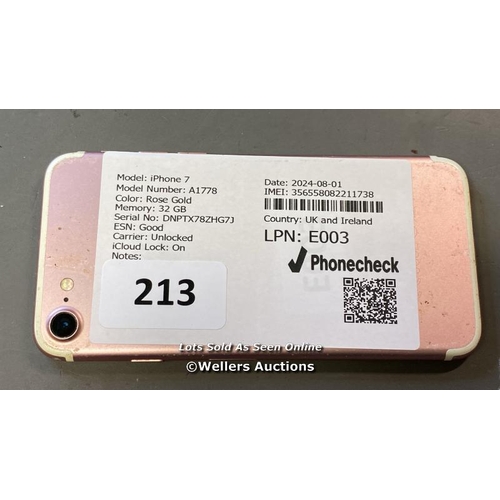 Model: iPhone 7
Model Number: A1778
Color: Rose Gold
Memory: 32 GB
Serial No: DNPTX78ZHG7J
ESN: Good
Carrier: Unlocked
iCloud Lock: On
Notes:
213
Date: 2024-08-01
IMEI: 356558082211738
Country: UK and Ireland
LPN: E003
Phonecheck
Lots Sold As Seen Online
©Wellers Auctions